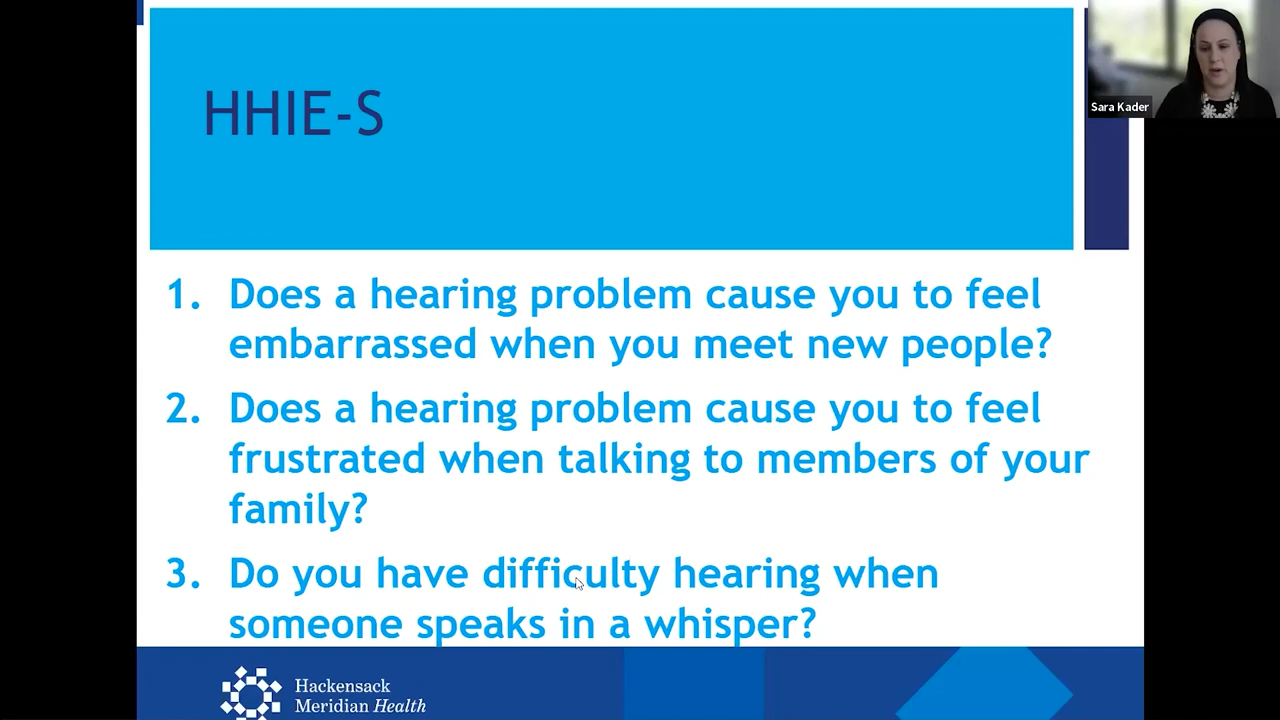 HHIE-S
Sara Kader
1. Does a hearing problem cause you to feel
embarrassed when you meet new people?
2. Does a hearing problem cause you to feel
frustrated when talking to members of your
family?
3. Do you have difficulty hearing when
someone speaks in a whisper?
Hackensack
Meridian Health